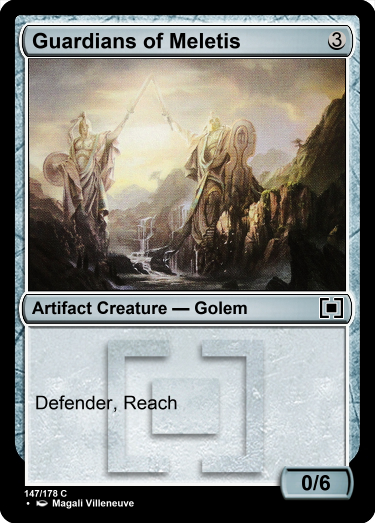 Guardians of Meletis 3
Artifact Creature — Golem
Defender, Reach
0/6
147/178 C
• Magali Villeneuve